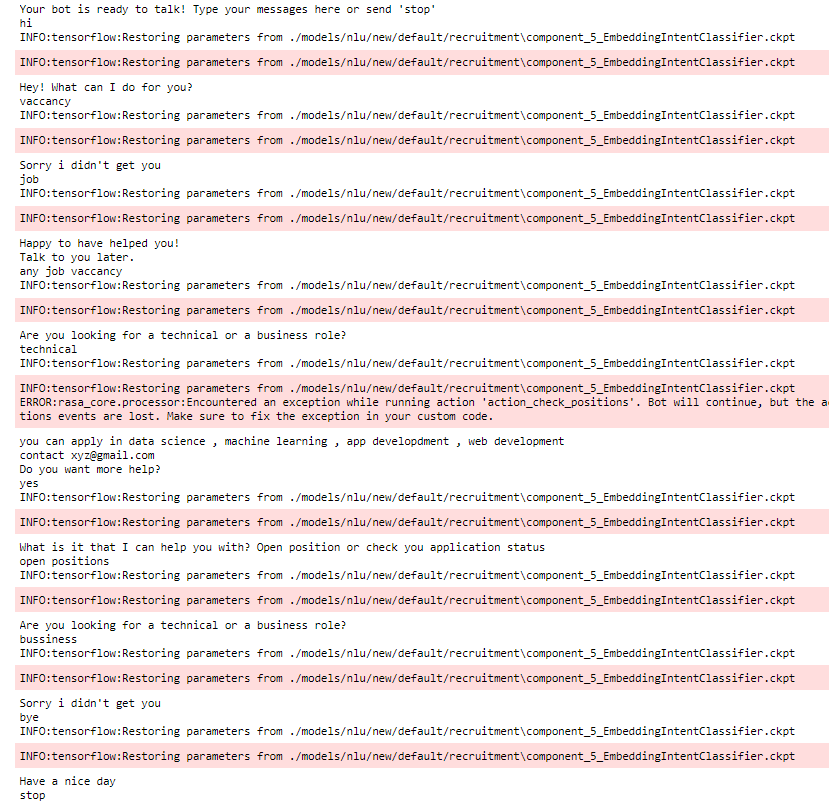 Your bot is ready to talk! Type your messages here or send 'stop'
hi
INFO:tensorflow:Restoring parameters from ./models/nlu/new/default/recruitment\component_5_EmbeddingIntentClassifier.ckpt
INFO:tensorflow:Restoring parameters from ./models/nlu/new/default/recruitment\component_5_EmbeddingIntentClassifier.ckpt
Hey! What can I do for you?
vaccancy
INFO:tensorflow:Restoring parameters from ./models/nlu/new/default/recruitment\component_5_EmbeddingIntentClassifier.ckpt
INFO:tensorflow:Restoring parameters from ./models/nlu/new/default/recruitment\component_5_EmbeddingIntentClassifier.ckpt
Sorry i didn't get you
job
INFO:tensorflow:Restoring parameters from ./models/nlu/new/default/recruitment\component_5_EmbeddingIntentClassifier.ckpt
INFO:tensorflow:Restoring parameters from ./models/nlu/new/default/recruitment\component_5_EmbeddingIntentClassifier.ckpt
Happy to have helped you!
Talk to you later.
any job vaccancy
INFO:tensorflow:Restoring parameters from ./models/nlu/new/default/recruitment\component_5_EmbeddingIntentClassifier.ckpt
INFO:tensorflow:Restoring parameters from ./models/nlu/new/default/recruitment\component_5_EmbeddingIntentClassifier.ckpt
Are you looking for a technical or a business role?
technical
INFO:tensorflow:Restoring parameters from ./models/nlu/new/default/recruitment\component_5_EmbeddingIntentClassifier.ckpt
INFO:tensorflow:Restoring parameters from ./models/nlu/new/default/recruitment\component_5_EmbeddingIntentClassifier.ckpt
ERROR:rasa_core.processor:Encountered an exception while running action 'action_check_positions'. Bot will continue, but the a
tions events are lost. Make sure to fix the exception in your custom code.
you can apply in data science , machine learning , app developdment , web development
contact xyz@gmail.com
Do you want more help?
yes
INFO:tensorflow:Restoring parameters from ./models/nlu/new/default/recruitment\component_5_EmbeddingIntentClassifier.ckpt
INFO:tensorflow:Restoring parameters from ./models/nlu/new/default/recruitment\component_5_EmbeddingIntentClassifier.ckpt
What is it that I can help you with? Open position or check you application status
open positions
INFO:tensorflow:Restoring parameters from ./models/nlu/new/default/recruitment\component_5_EmbeddingIntentClassifier.ckpt
INFO:tensorflow:Restoring parameters from ./models/nlu/new/default/recruitment\component_5_EmbeddingIntentClassifier.ckpt
Are you looking for a technical or a business role?
bussiness
INFO:tensorflow:Restoring parameters from ./models/nlu/new/default/recruitment\component_5_EmbeddingIntentClassifier.ckpt
INFO:tensorflow:Restoring parameters from ./models/nlu/new/default/recruitment\component_5_EmbeddingIntentClassifier.ckpt
Sorry i didn't get you
bye
INFO:tensorflow:Restoring parameters from ./models/nlu/new/default/recruitment\component_5_EmbeddingIntentClassifier.ckpt
INFO:tensorflow:Restoring parameters from ./models/nlu/new/default/recruitment\component_5_EmbeddingIntentClassifier.ckpt
Have a nice day
stop